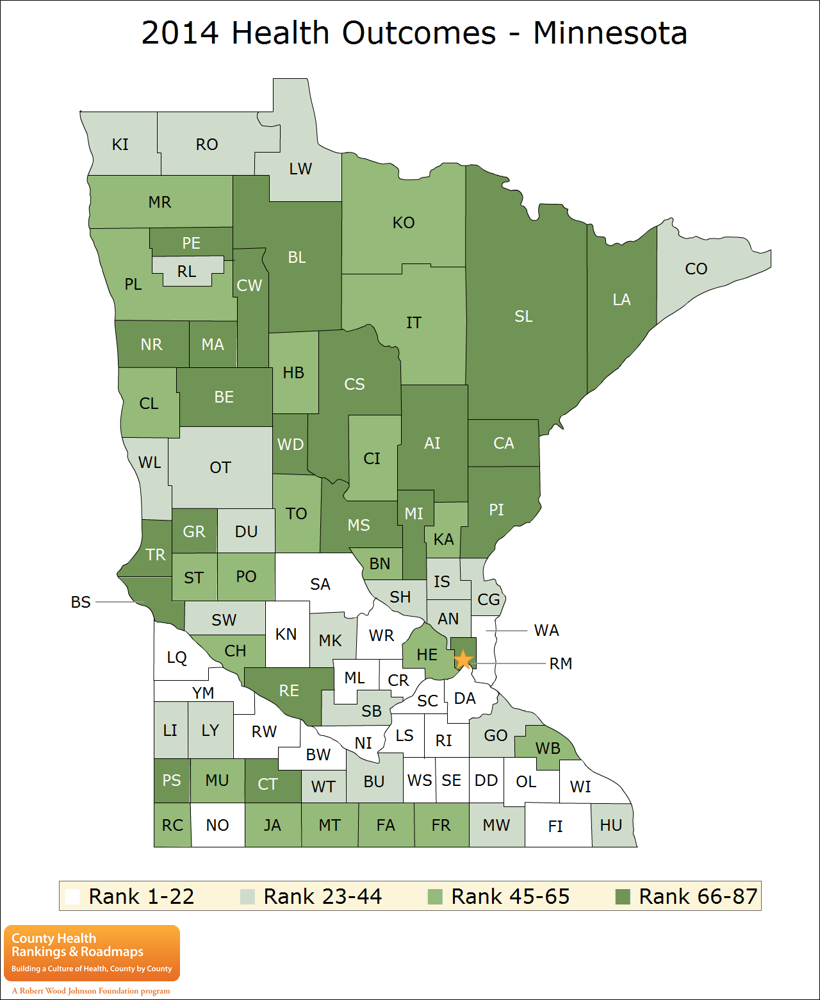 2014 Health Outcomes - Minnesota
KI
RO
LW
MR
KO
PE
BL
RL
CO
PL
CW
LA
SL
IT
NR
MA
HB
CS
BE
CL
AI
CA
WD
CI
WL
OT
PI
TO
MI
MS
GR
DU
KA
TR
BN
ST
PO
SA
IS
SH
CG
BS
SW
AN
WA
KN
WR
MK
CH
HE
LQ
RM
ML
CR
YM
RE
SC
DA
SB
LI
LY
RW
LS
GO
RI
NI
WB
BW
PS
MU
CT
WT
BU
WS
SE
DD
OL
WI
RC
NO
JA
MT
FA
FR
MW
FI
HU
Rank 1-22
Rank 23-44
Rank 45-65
Rank 66-87
County Health
Rankings & Roadmaps
Building a Culture of Health, County by County
A Robert Wood Johnson Foundation program